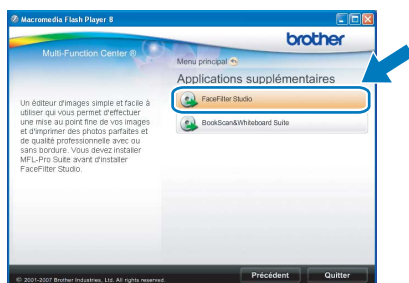 Macromedia Flash Player 8
brother
Multi-Function Center ®
Menu principal
Applications supplémentaires
FaceFilter Studio
BookScan&Whiteboard Suite
Un éditeur d'images simple et facile à
utiliser qui vous permet d'effectuer
une mise au point fine de vos images
et d'imprimer des photos parfaites et
de qualité professionnelle avec ou
sans bordure. Vous devez installer
MFL-Pro Suite avant d'installer
FaceFilter Studio.
© 2001-2007 Brother Industries, Ltd. All rights reserved.
Précédent
Quitter